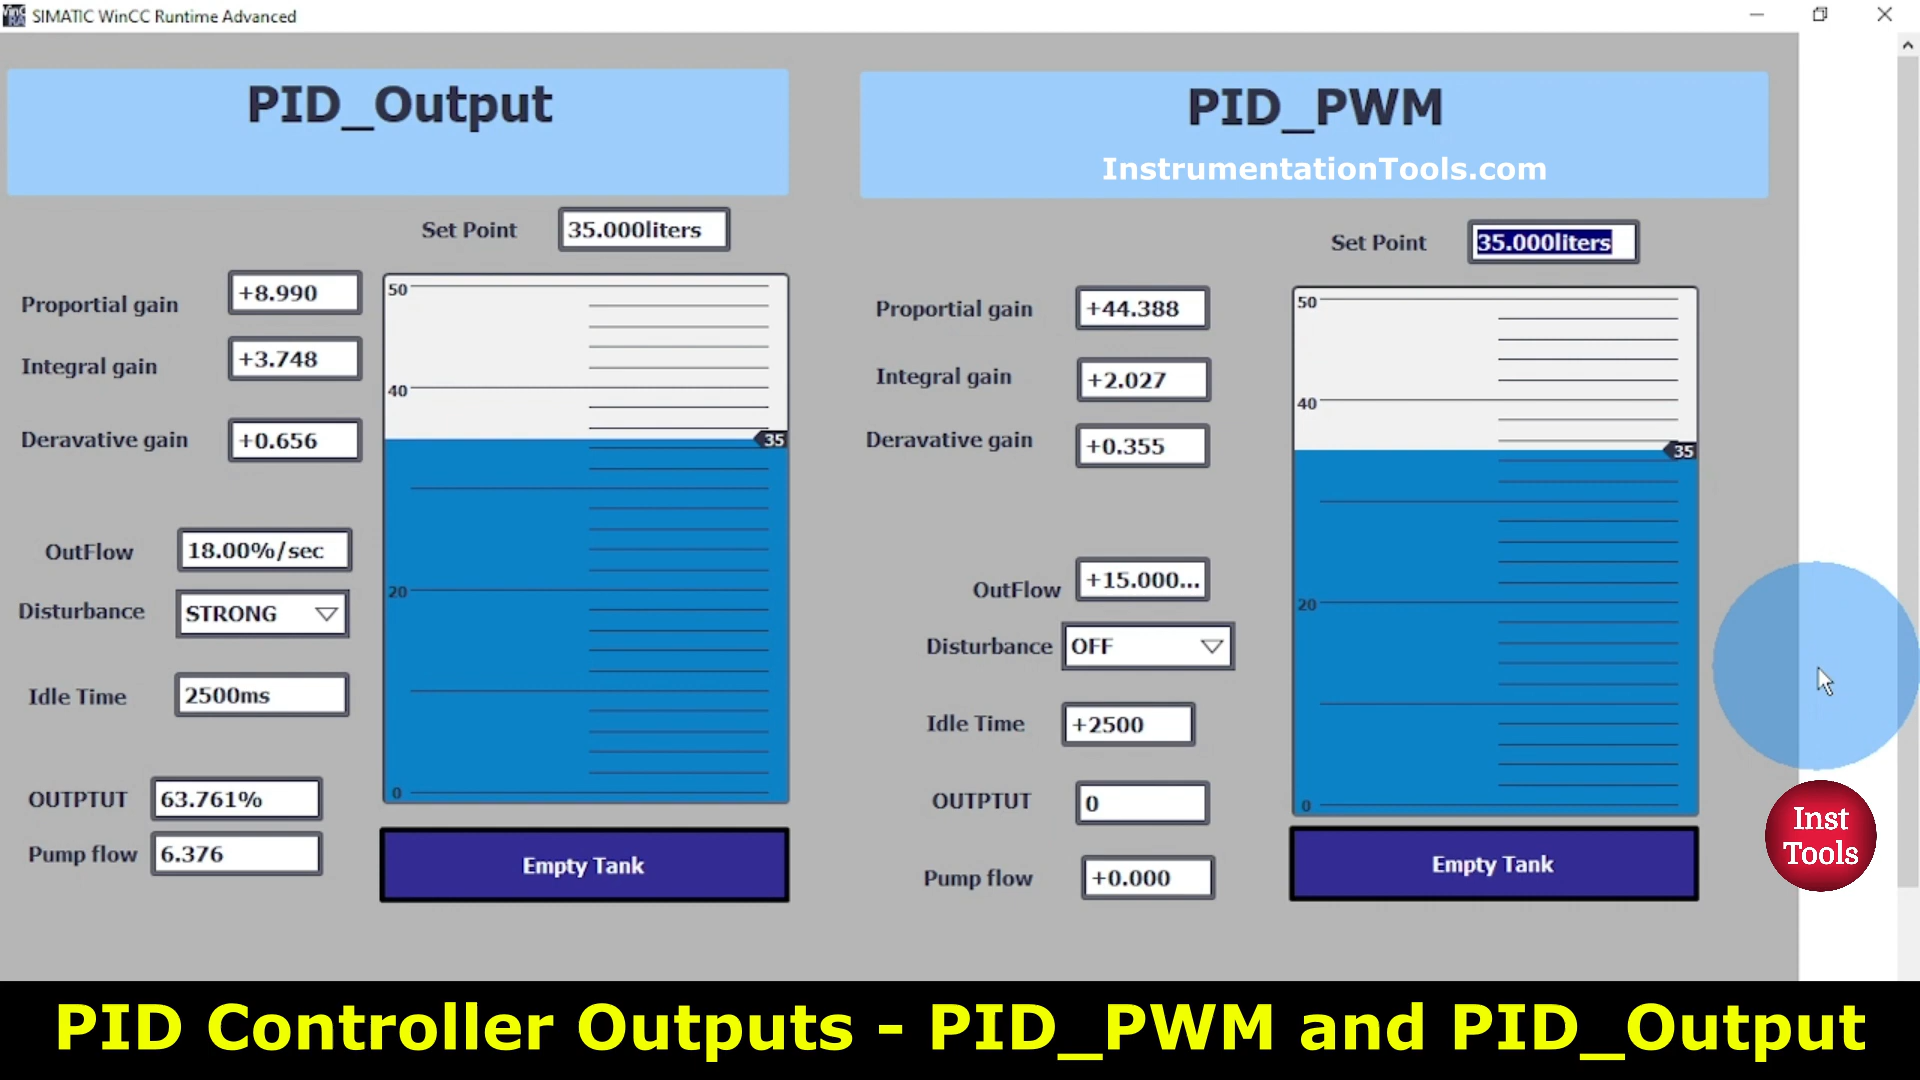 SIMATIC WinCC Runtime Advanced
PID_Output
Set Point 35.000liters
Proportial gain +8.990
Integral gain +3.748
Deravative gain +0.656
OutFlow 18.00%/sec
Disturbance STRONG
Idle Time 2500ms
OUTPTUT 63.761%
Pump flow 6.376
50
40
35
20
0
Empty Tank
PID_PWM
InstrumentationTools.com
Set Point 35.000liters
Proportial gain +44.388
Integral gain +2.027
Deravative gain +0.355
OutFlow +15.000...
Disturbance OFF
Idle Time +2500
OUTPTUT 0
Pump flow +0.000
50
40
35
20
0
Empty Tank
Inst
Tools
PID Controller Outputs - PID_PWM and PID_Output